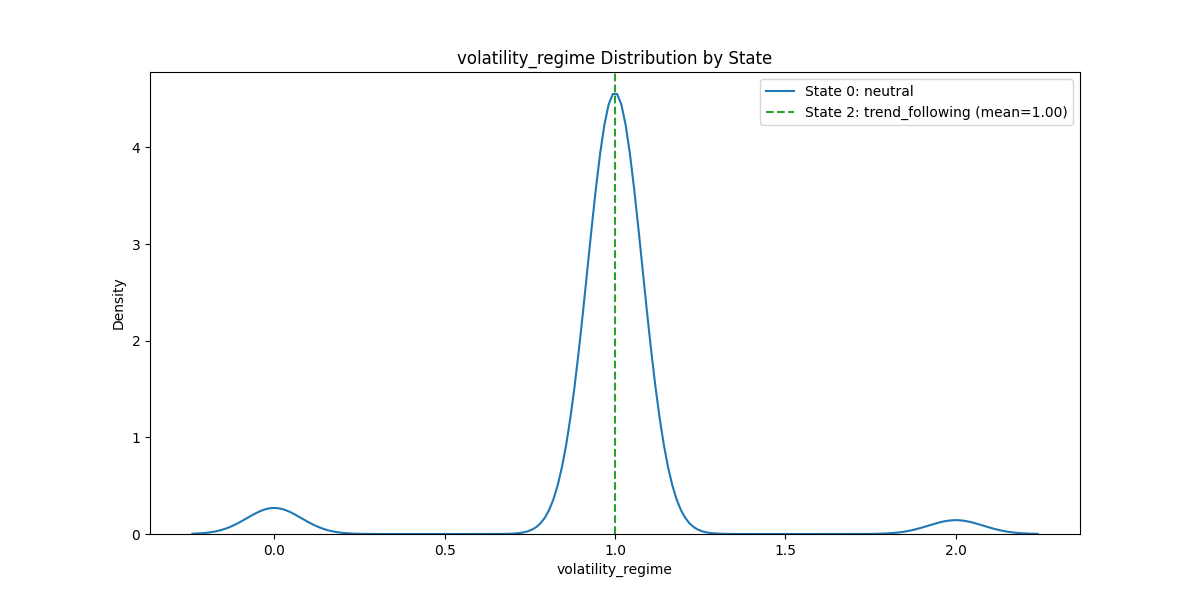 volatility_regime Distribution by State
State 0: neutral
State 2: trend_following (mean=1.00)
Density
4
3
2
1
0
0.0 0.5 1.0 1.5 2.0
volatility_regime